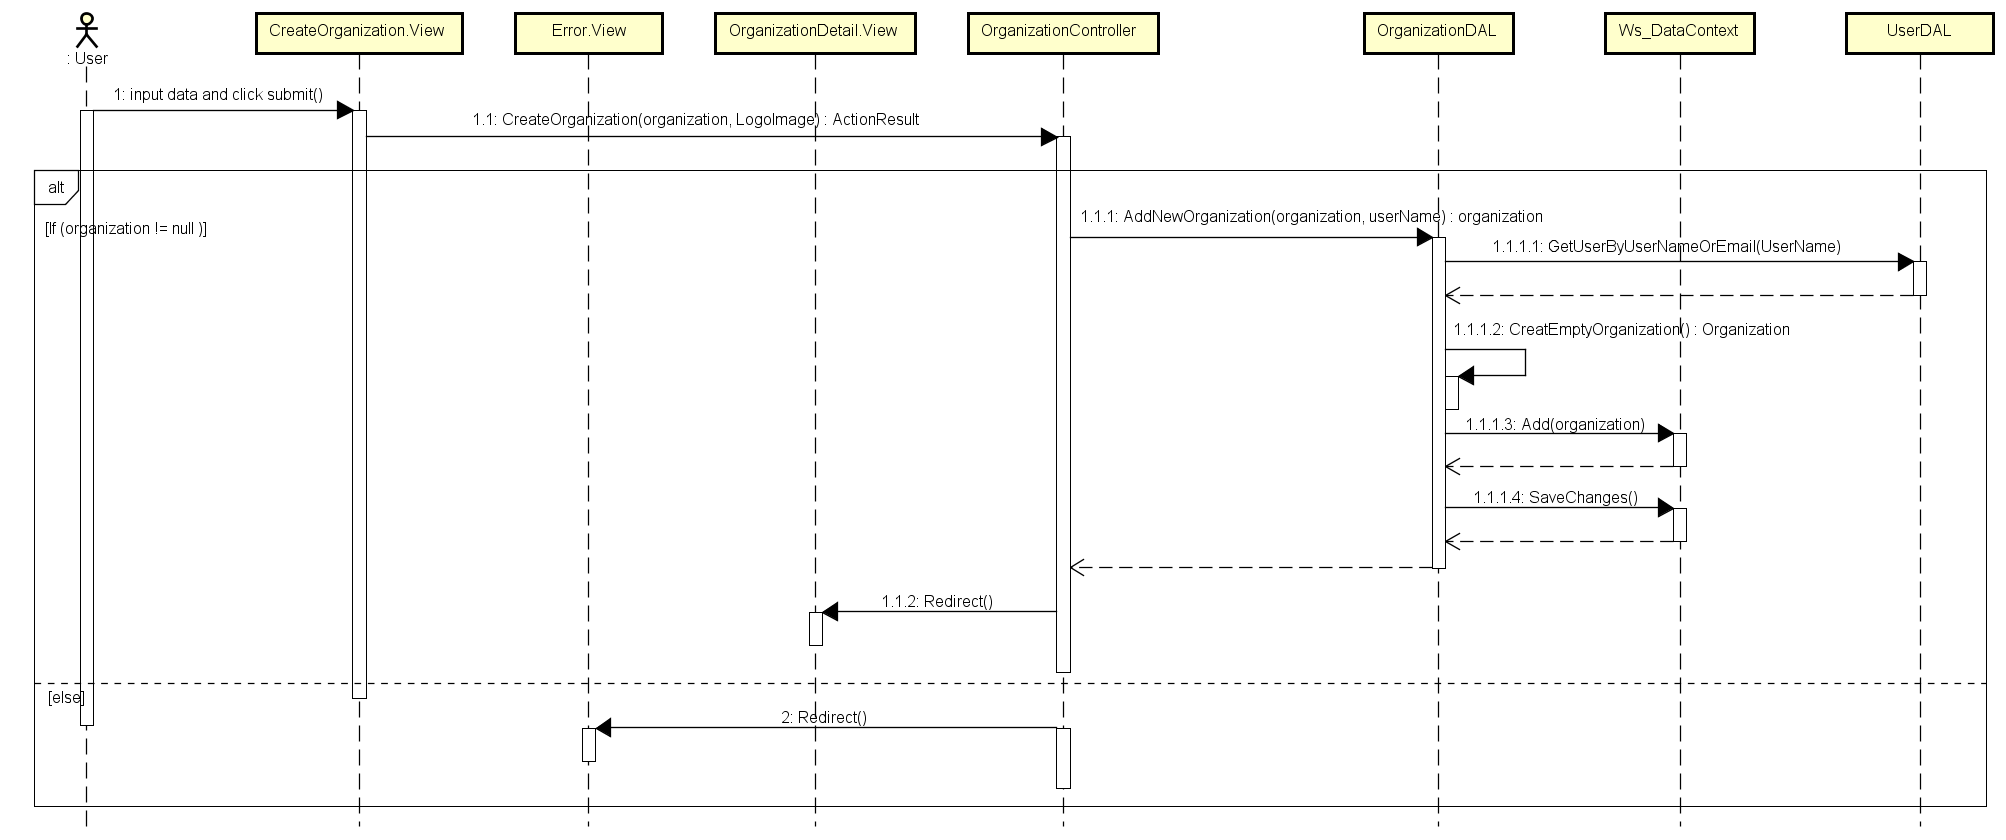 CreateOrganization.View
Error.View
OrganizationDetail.View
OrganizationController
OrganizationDAL
Ws_DataContext
UserDAL
: User
1: input data and click submit()
1.1: CreateOrganization(organization, LogoImage) : ActionResult
alt
[If (organization != null )]
1.1.1: AddNewOrganization(organization, userName) : organization
1.1.1.1: GetUserByUserNameOrEmail(UserName)
1.1.1.2: CreatEmptyOrganization() : Organization
1.1.1.3: Add(organization)
1.1.1.4: SaveChanges()
1.1.2: Redirect()
[else]
2: Redirect()